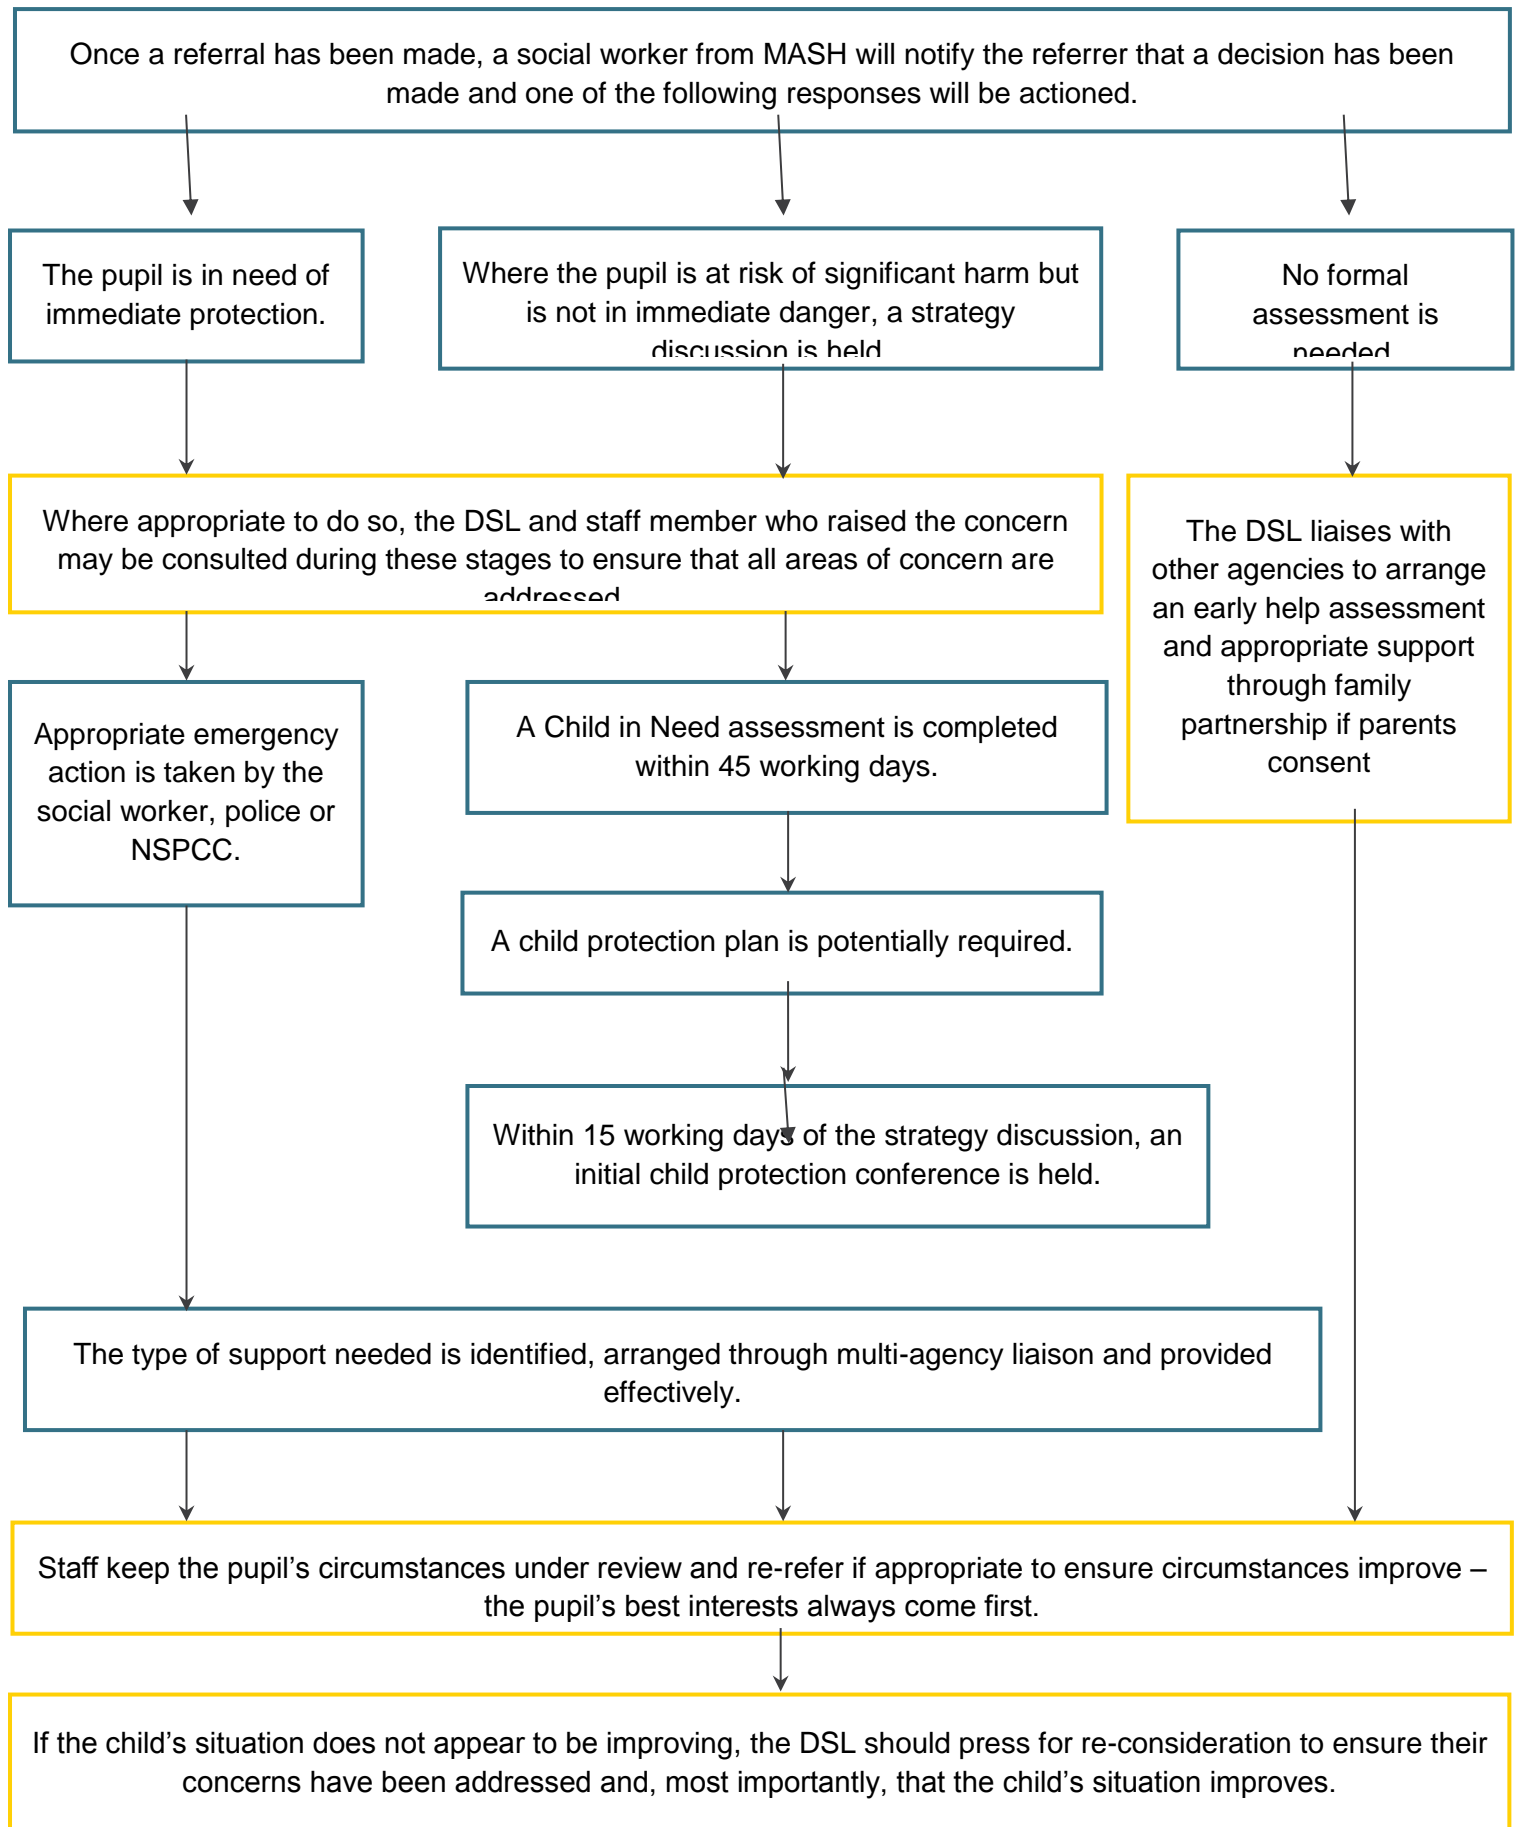 Once a referral has been made, a social worker from MASH will notify the referrer that a decision has been
made and one of the following responses will be actioned.
The pupil is in need of
immediate protection.
Where the pupil is at risk of significant harm but
is not in immediate danger, a strategy
discussion is held
No formal
assessment is
needed
Where appropriate to do so, the DSL and staff member who raised the concern
may be consulted during these stages to ensure that all areas of concern are
addressed
The DSL liaises with
other agencies to arrange
an early help assessment
and appropriate support
through family
partnership if parents
consent
Appropriate emergency
action is taken by the
social worker, police or
NSPCC.
A Child in Need assessment is completed
within 45 working days.
A child protection plan is potentially required.
Within 15 working days of the strategy discussion, an
initial child protection conference is held.
The type of support needed is identified, arranged through multi-agency liaison and provided
effectively.
Staff keep the pupil’s circumstances under review and re-refer if appropriate to ensure circumstances improve –
the pupil’s best interests always come first.
If the child’s situation does not appear to be improving, the DSL should press for re-consideration to ensure their
concerns have been addressed and, most importantly, that the child’s situation improves.